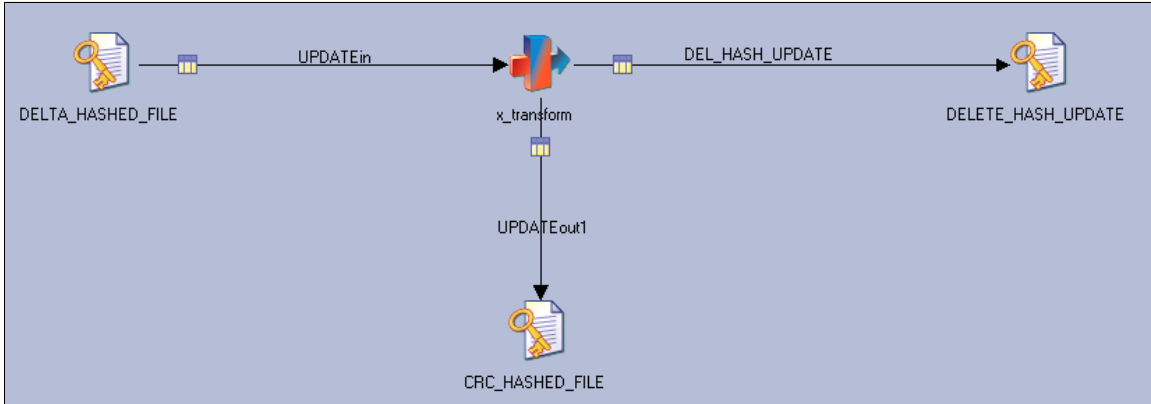 UPDATEin
DEL_HASH_UPDATE
DELTA_HASHED_FILE
x_transform
DELETE_HASH_UPDATE
UPDATEout1
CRC_HASHED_FILE